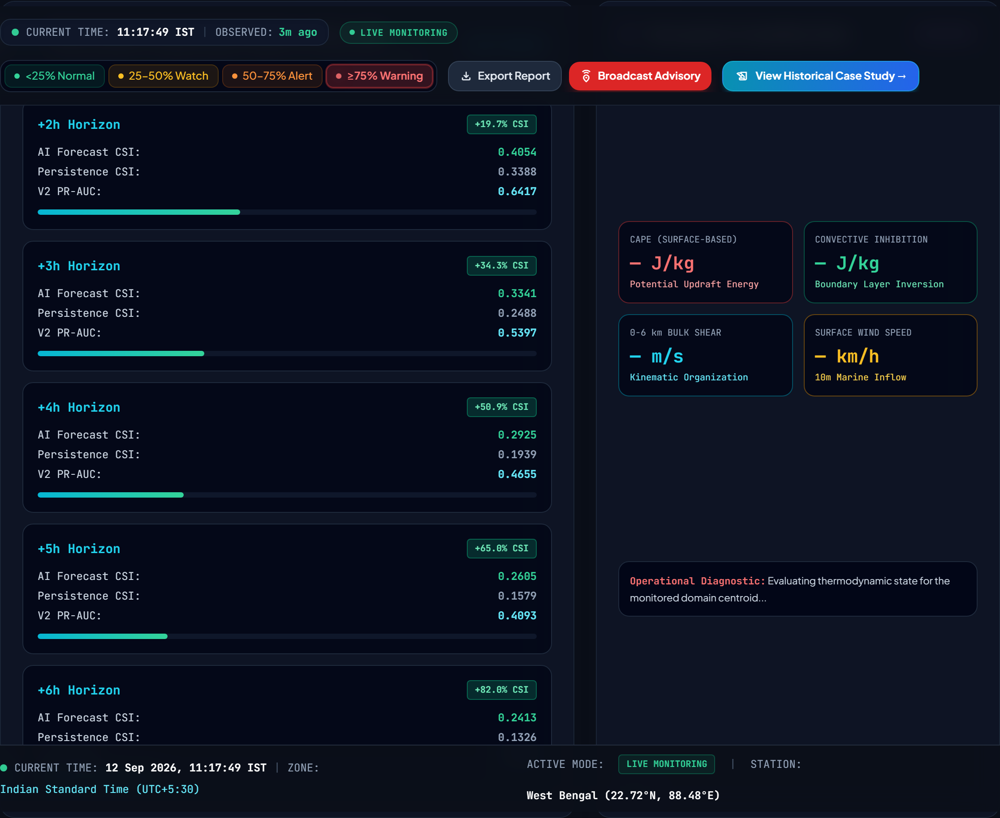 CURRENT TIME: 11:17:49 IST | OBSERVED: 3m ago
LIVE MONITORING
<25% Normal
25–50% Watch
50–75% Alert
≥75% Warning
Export Report
Broadcast Advisory
View Historical Case Study →
+2h Horizon
+19.7% CSI
AI Forecast CSI: 0.4054
Persistence CSI: 0.3388
V2 PR-AUC: 0.6417
+3h Horizon
+34.3% CSI
AI Forecast CSI: 0.3341
Persistence CSI: 0.2488
V2 PR-AUC: 0.5397
+4h Horizon
+50.9% CSI
AI Forecast CSI: 0.2925
Persistence CSI: 0.1939
V2 PR-AUC: 0.4655
+5h Horizon
+65.0% CSI
AI Forecast CSI: 0.2605
Persistence CSI: 0.1579
V2 PR-AUC: 0.4093
+6h Horizon
+82.0% CSI
AI Forecast CSI: 0.2413
Persistence CSI: 0.1326
CAPE (SURFACE-BASED)
— J/kg
Potential Updraft Energy
CONVECTIVE INHIBITION
— J/kg
Boundary Layer Inversion
0-6 km BULK SHEAR
— m/s
Kinematic Organization
SURFACE WIND SPEED
— km/h
10m Marine Inflow
Operational Diagnostic: Evaluating thermodynamic state for the
monitored domain centroid...
CURRENT TIME: 12 Sep 2026, 11:17:49 IST | ZONE:
Indian Standard Time (UTC+5:30)
ACTIVE MODE: LIVE MONITORING | STATION:
West Bengal (22.72°N, 88.48°E)